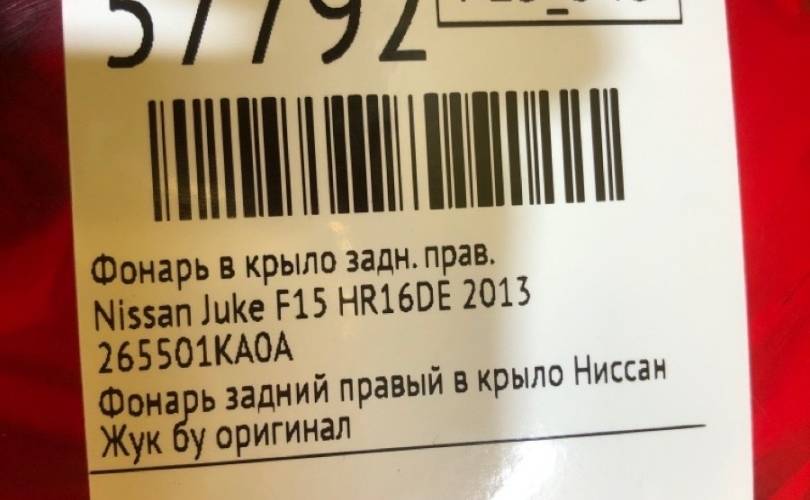 57792
Фонарь в крыло задн. прав.
Nissan Juke F15 HR16DE 2013
265501KA0A
Фонарь задний правый в крыло Ниссан
Жук бу оригинал